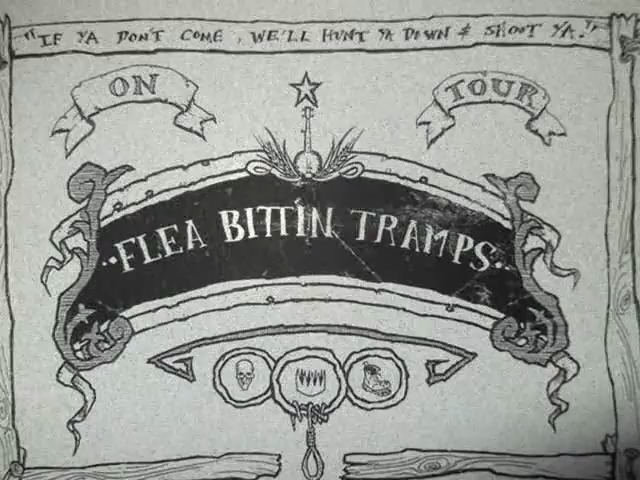 "IF YA DON'T COME, WE'LL HUNT YA DOWN & SHOOT YA!"
ON TOUR
·FLEA BITTIN TRAMPS·